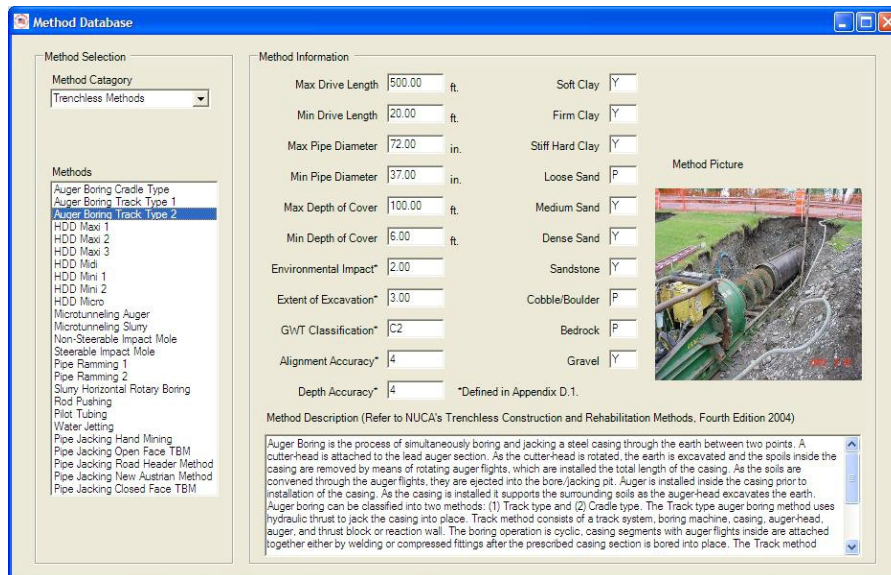 Method Database
Method Selection
Method Catagory
Trenchless Methods
Methods
Auger Boring Cradle Type
Auger Boring Track Type 1
Auger Boring Track Type 2
HDD Maxi 1
HDD Maxi 2
HDD Maxi 3
HDD Midi
HDD Mini 1
HDD Mini 2
HDD Micro
Microtunneling Auger
Microtunneling Slurry
Non-Steerable Impact Mole
Steerable Impact Mole
Pipe Ramming 1
Pipe Ramming 2
Slurry Horizontal Rotary Boring
Rod Pushing
Pilot Tubing
Water Jetting
Pipe Jacking Hand Mining
Pipe Jacking Open Face TBM
Pipe Jacking Road Header Method
Pipe Jacking New Austrian Method
Pipe Jacking Closed Face TBM
Method Information
Max Drive Length 500.00 ft.
Min Drive Length 20.00 ft.
Max Pipe Diameter 72.00 in.
Min Pipe Diameter 37.00 in.
Max Depth of Cover 100.00 ft.
Min Depth of Cover 6.00 ft.
Environmental Impact* 2.00
Extent of Excavation* 3.00
GWT Classification* C2
Alignment Accuracy* 4
Depth Accuracy* 4
Soft Clay Y
Firm Clay Y
Stiff Hard Clay Y
Loose Sand P
Medium Sand Y
Dense Sand Y
Sandstone Y
Cobble/Boulder P
Bedrock P
Gravel Y
*Defined in Appendix D.1.
Method Picture
Method Description (Refer to NUCA's Trenchless Construction and Rehabilitation Methods, Fourth Edition 2004)
Auger Boring is the process of simultaneously boring and jacking a steel casing through the earth between two points. A
cutter-head is attached to the lead auger section. As the cutter-head is rotated, the earth is excavated and the spoils inside the
casing are removed by means of rotating auger flights, which are installed the total length of the casing. As the soils are
convened through the auger flights, they are ejected into the bore/jacking pit. Auger is installed inside the casing prior to
installation of the casing. As the casing is installed it supports the surrounding soils as the auger-head excavates the earth.
Auger boring can be classified into two methods: (1) Track type and (2) Cradle type. The Track type auger boring method uses
hydraulic thrust to jack the casing into place. Track method consists of a track system, boring machine, casing, auger-head,
auger, and thrust block or reaction wall. The boring operation is cyclic, casing segments with auger flights inside are attached
together either by welding or compressed fittings after the prescribed casing section is bored into place. The Track method